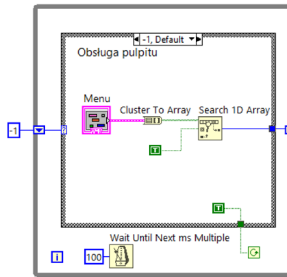 -1, Default
Obsługa pulpitu
Menu
Cluster To Array
Search 1D Array
-1
?
T
T
Wait Until Next ms Multiple
i
100